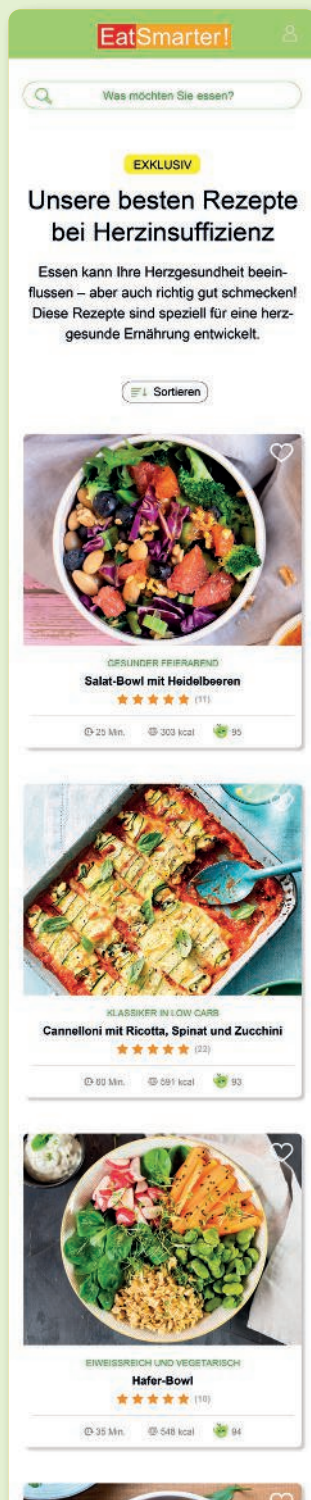 EatSmarter!
Was möchten Sie essen?
EXKLUSIV
Unsere besten Rezepte
bei Herzinsuffizienz
Essen kann Ihre Herzgesundheit beein-
flussen – aber auch richtig gut schmecken!
Diese Rezepte sind speziell für eine herz-
gesunde Ernährung entwickelt.
Sortieren
GESUNDER FEIERABEND
Salat-Bowl mit Heidelbeeren
(11)
25 Min. 303 kcal 95
KLASSIKER IN LOW CARB
Cannelloni mit Ricotta, Spinat und Zucchini
(22)
60 Min. 591 kcal 93
EIWEISSREICH UND VEGETARISCH
Hafer-Bowl
(10)
35 Min. 548 kcal 94